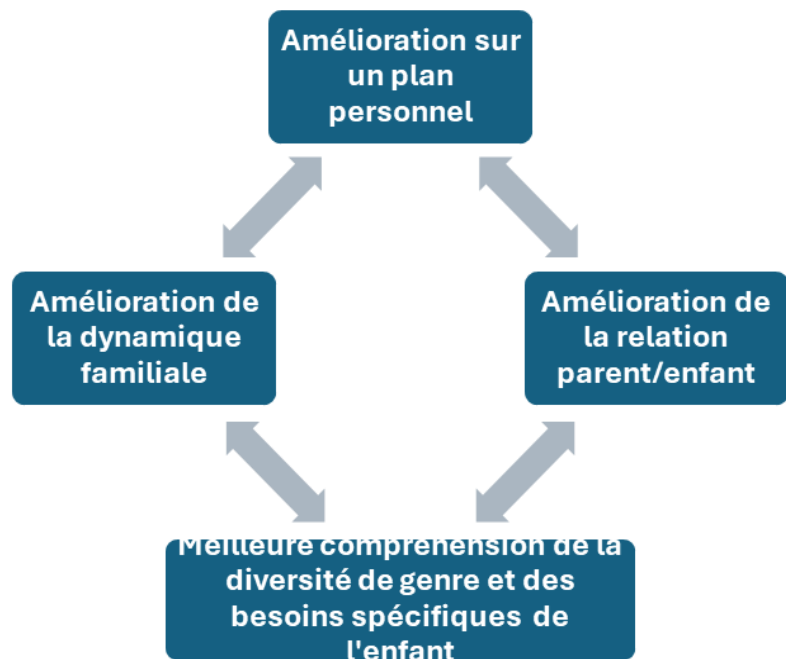 Amélioration sur
un plan
personnel
Amélioration de
la dynamique
familiale
Amélioration de
la relation
parent/enfant
Meilleure compréhension de la
diversité de genre et des
besoins spécifiques de
l'enfant